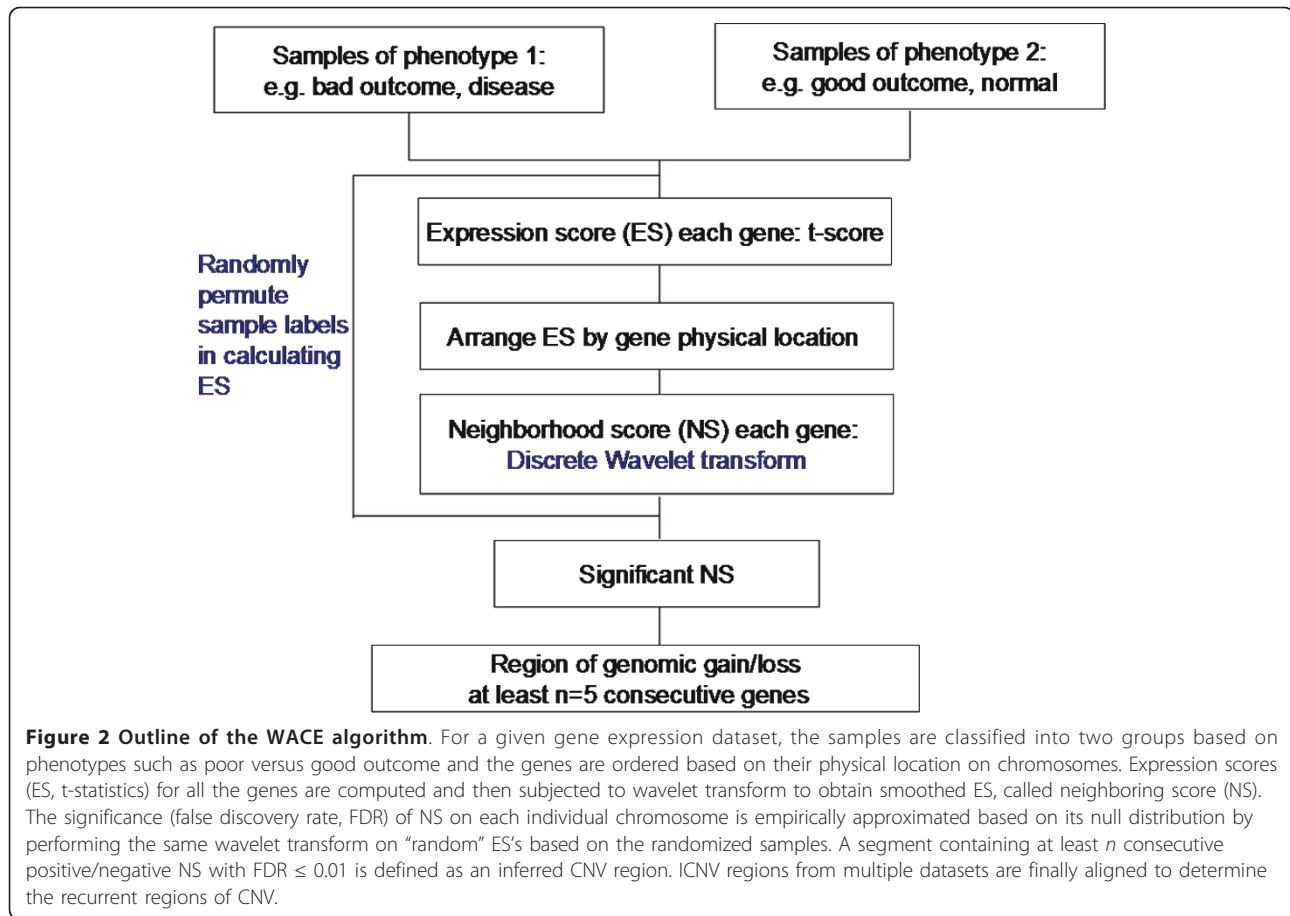 Samples of phenotype 1:
e.g. bad outcome, disease
Samples of phenotype 2:
e.g. good outcome, normal
Expression score (ES) each gene: t-score
Randomly
permute
sample labels
in calculating
ES
Arrange ES by gene physical location
Neighborhood score (NS) each gene:
Discrete Wavelet transform
Significant NS
Region of genomic gain/loss
at least n=5 consecutive genes
Figure 2 Outline of the WACE algorithm. For a given gene expression dataset, the samples are classified into two groups based on
phenotypes such as poor versus good outcome and the genes are ordered based on their physical location on chromosomes. Expression scores
(ES, t-statistics) for all the genes are computed and then subjected to wavelet transform to obtain smoothed ES, called neighboring score (NS).
The significance (false discovery rate, FDR) of NS on each individual chromosome is empirically approximated based on its null distribution by
performing the same wavelet transform on “random” ES’s based on the randomized samples. A segment containing at least n consecutive
positive/negative NS with FDR ≤ 0.01 is defined as an inferred CNV region. ICNV regions from multiple datasets are finally aligned to determine
the recurrent regions of CNV.